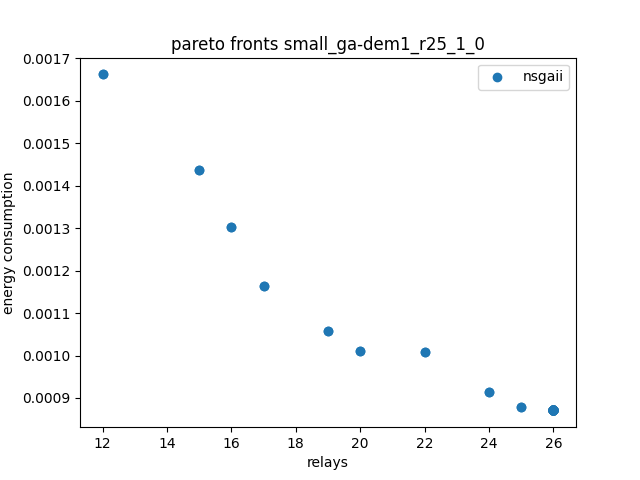 pareto fronts small_ga-dem1_r25_1_0
nsgaii
energy consumption
0.0017
0.0016
0.0015
0.0014
0.0013
0.0012
0.0011
0.0010
0.0009
12 14 16 18 20 22 24 26
relays